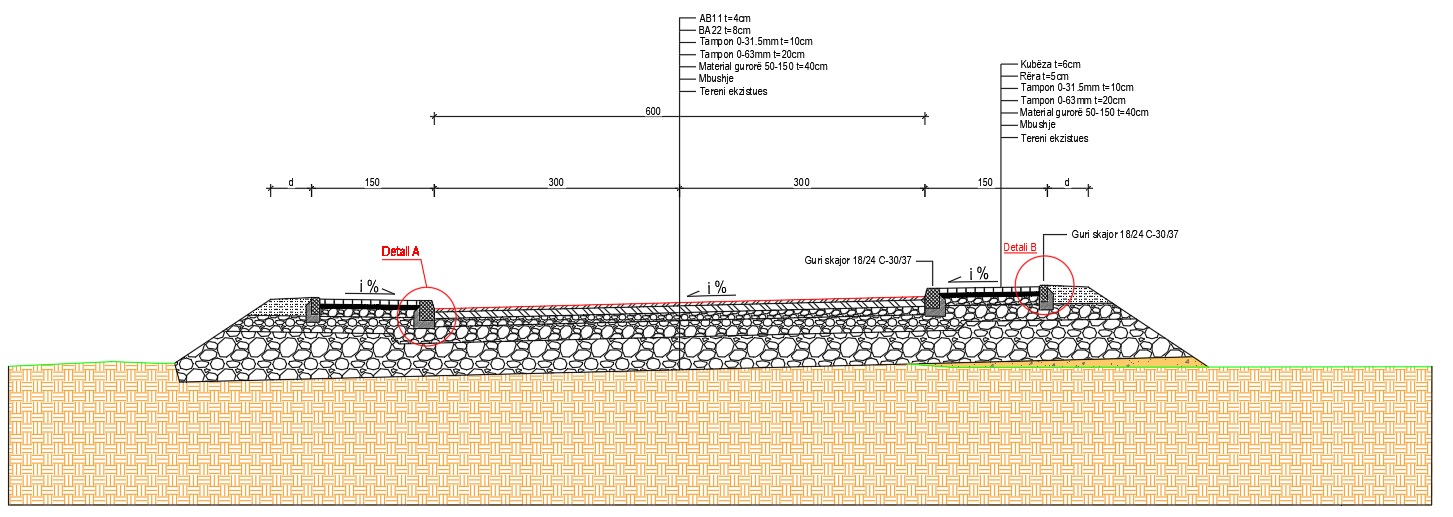 AB11 t=4cm
BA22 t=8cm
Tampon 0-31.5mm t=10cm
Tampon 0-63mm t=20cm
Material gurorë 50-150 t=40cm
Mbushje
Tereni ekzistues
Kubëza t=6cm
Rëra t=5cm
Tampon 0-31.5mm t=10cm
Tampon 0-63mm t=20cm
Material gurorë 50-150 t=40cm
Mbushje
Tereni ekzistues
600
d
150
300
300
150
d
Detali A
Guri skajor 18/24 C-30/37
Detali B
Guri skajor 18/24 C-30/37
i %
i %
i %